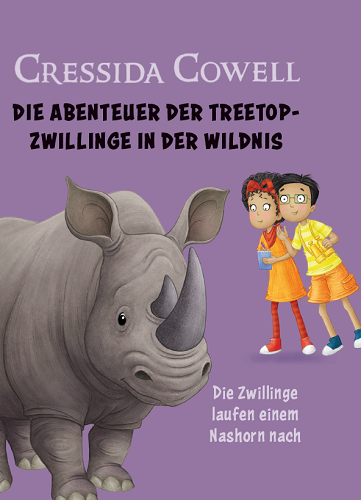 CRESSIDA COWELL
DIE ABENTEUER DER TREETOP-
ZWILLINGE IN DER WILDNIS
Die Zwillinge
laufen einem
Nashorn nach